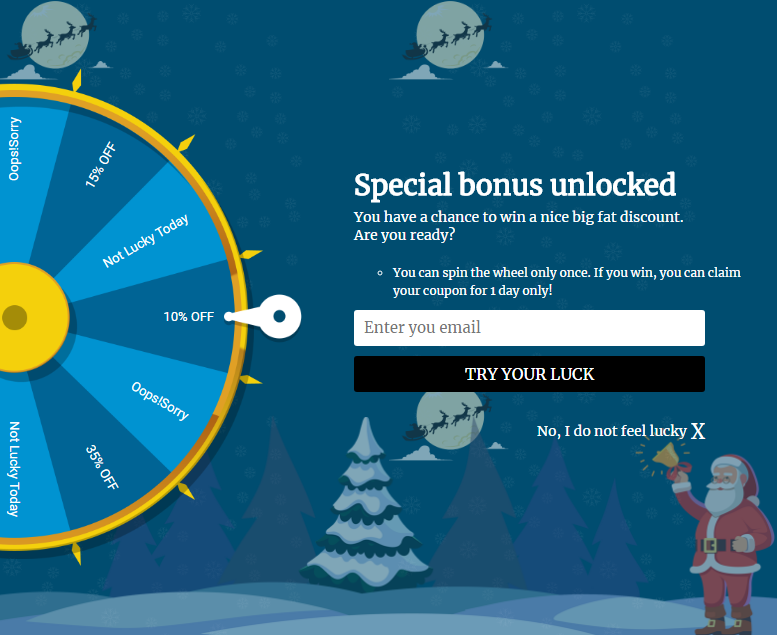 Oops!Sorry
15% OFF
Not Lucky Today
10% OFF
Oops!Sorry
35% OFF
Not Lucky Today
Special bonus unlocked
You have a chance to win a nice big fat discount.
Are you ready?
You can spin the wheel only once. If you win, you can claim
your coupon for 1 day only!
Enter you email
TRY YOUR LUCK
No, I do not feel lucky X